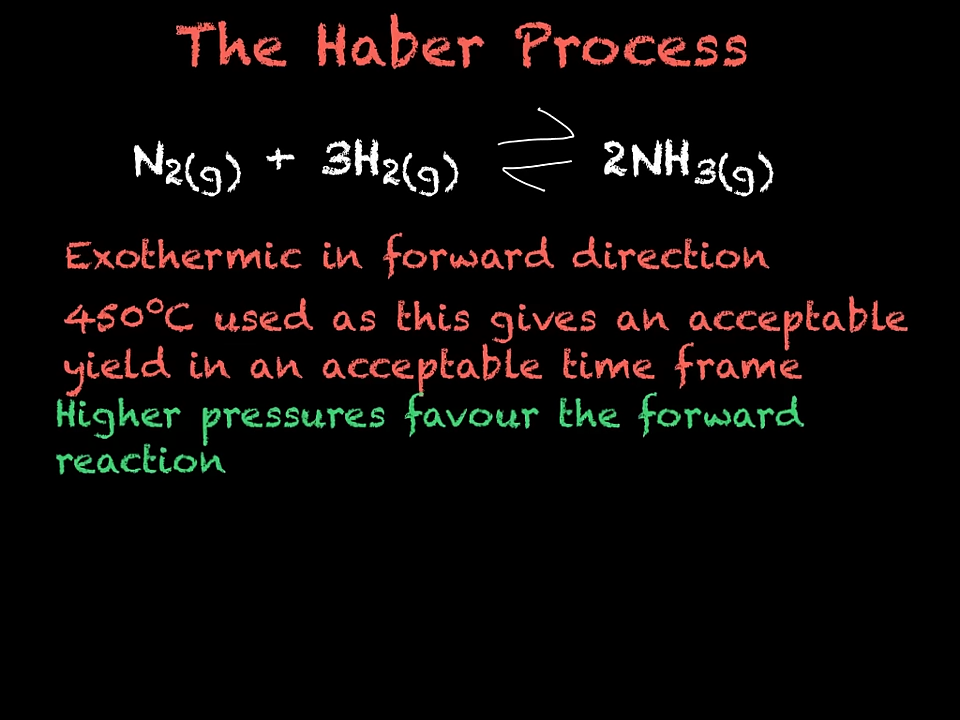 The Haber Process
N₂(g) + 3H₂(g) ⇌ 2NH₃(g)
Exothermic in forward direction
450°C used as this gives an acceptable
yield in an acceptable time frame
Higher pressures favour the forward
reaction